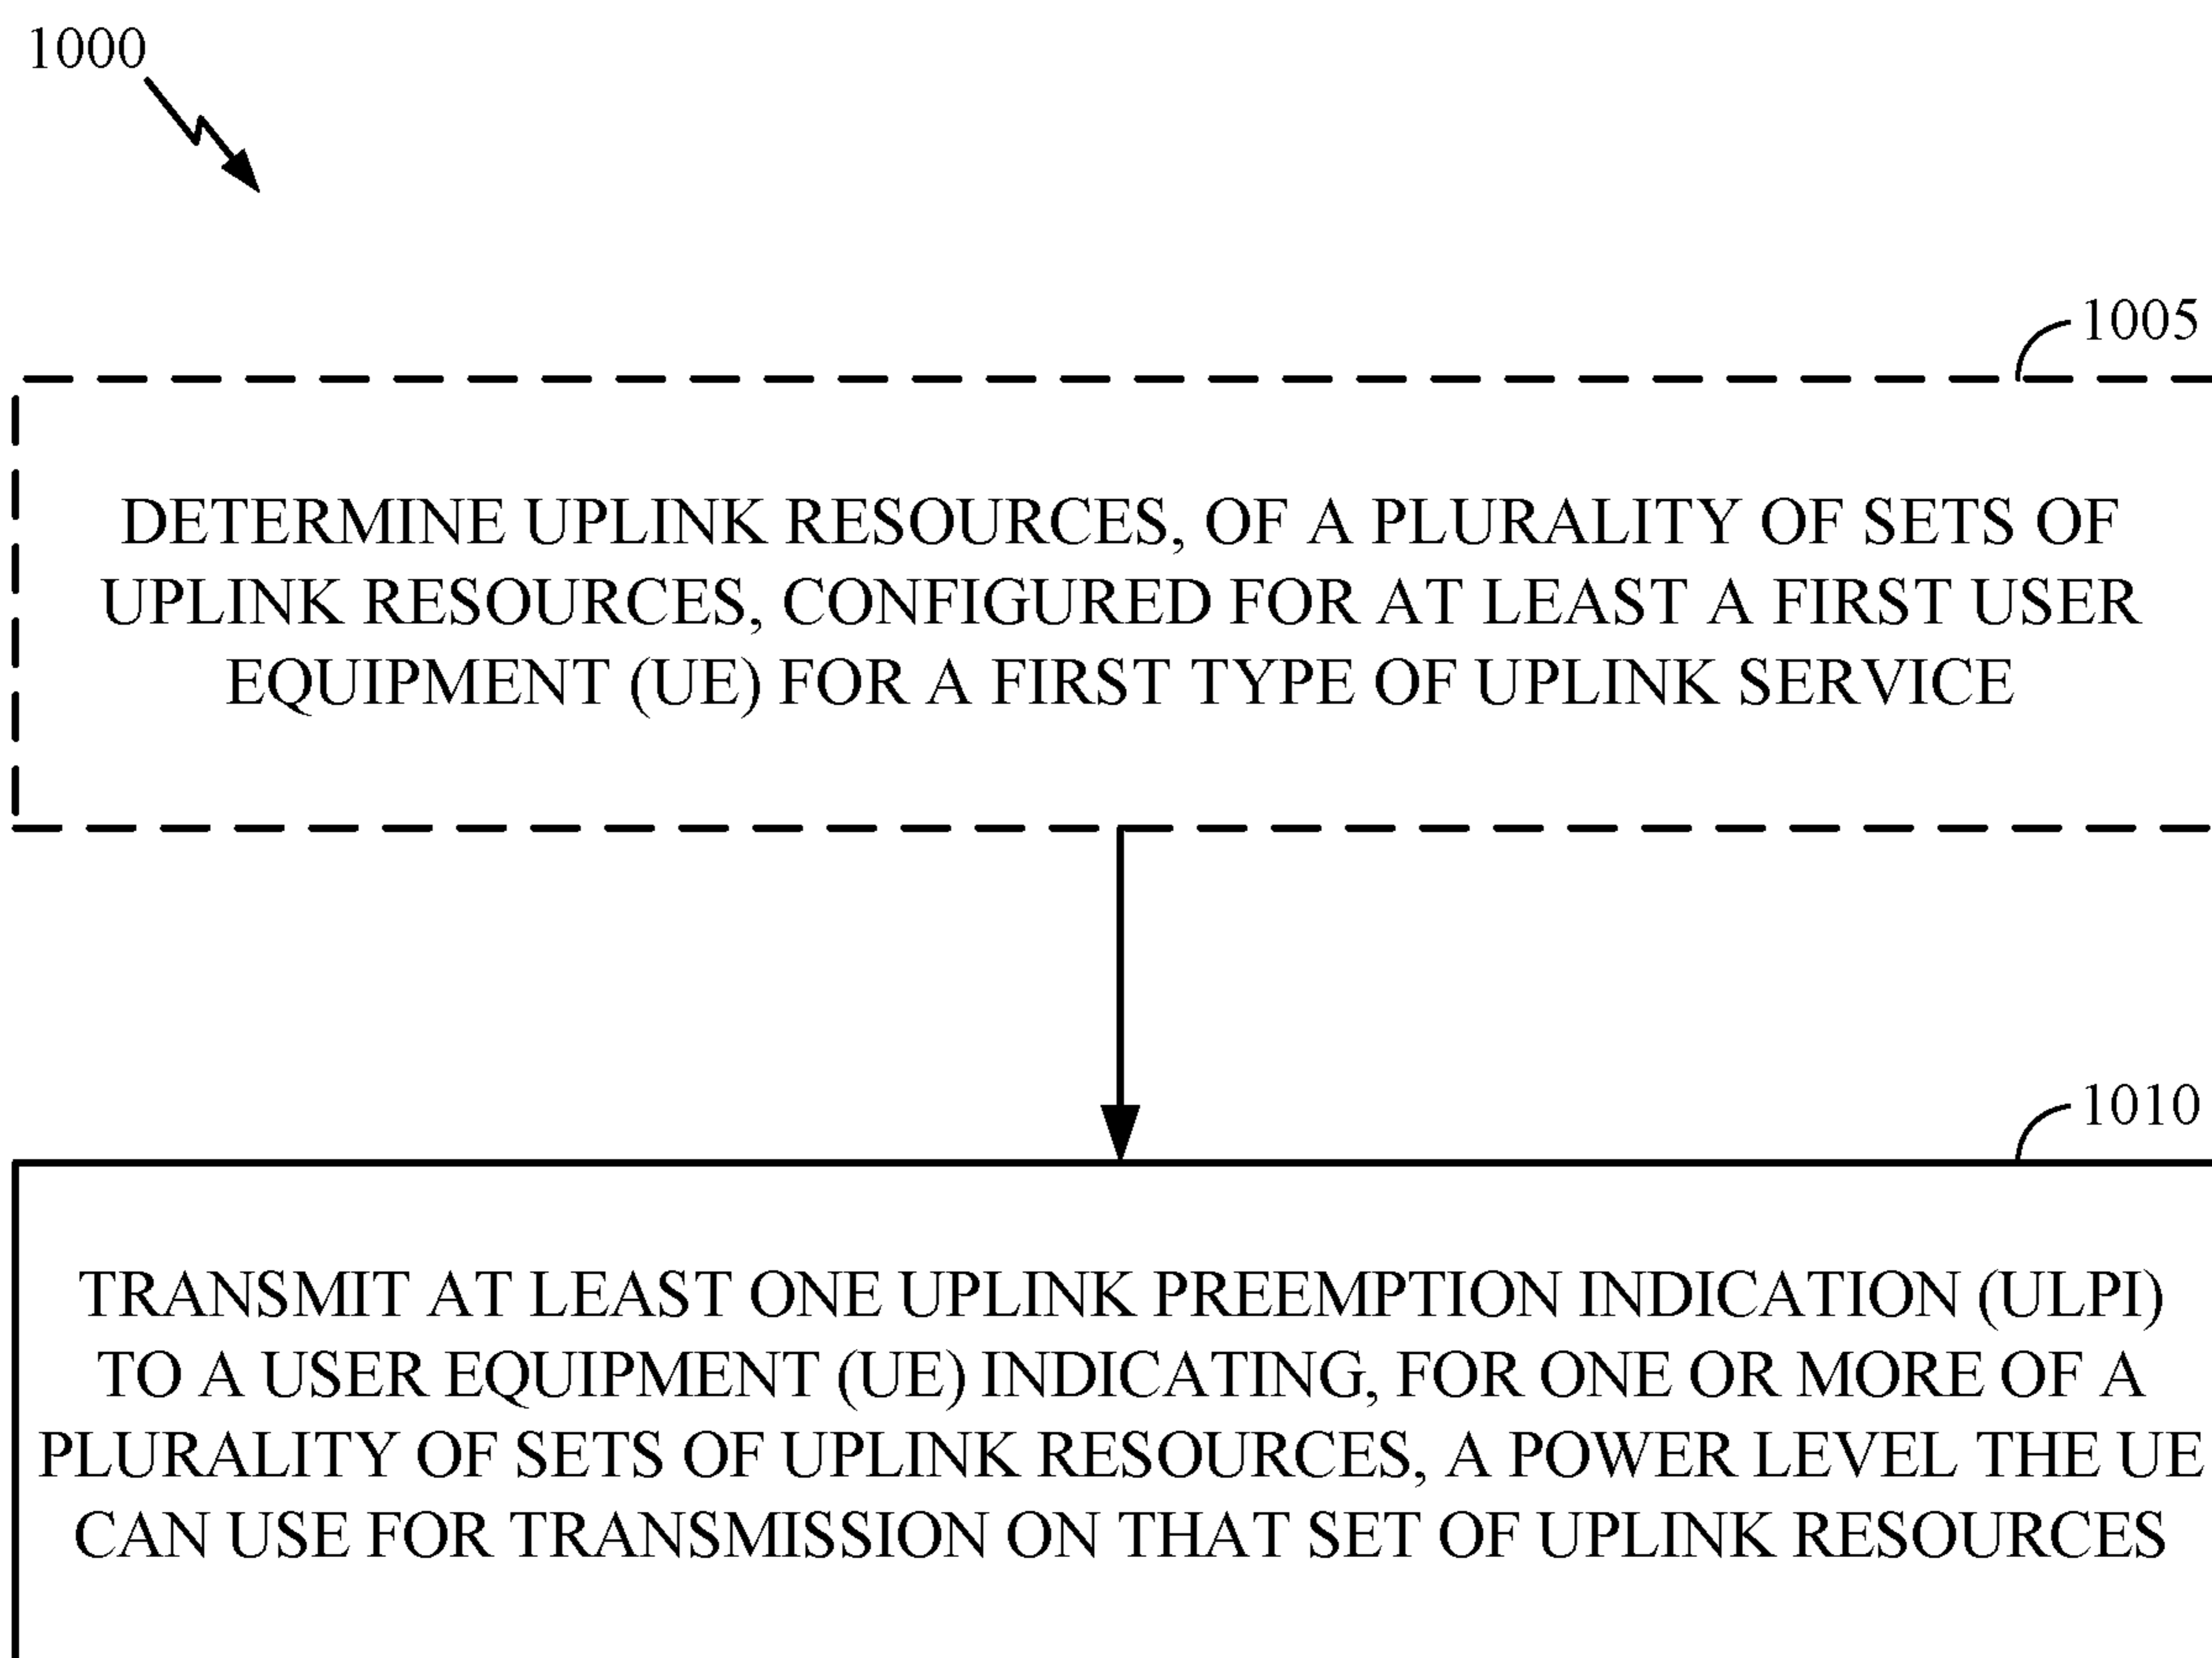 1000
1005
DETERMINE UPLINK RESOURCES, OF A PLURALITY OF SETS OF
UPLINK RESOURCES, CONFIGURED FOR AT LEAST A FIRST USER
EQUIPMENT (UE) FOR A FIRST TYPE OF UPLINK SERVICE
1010
TRANSMIT AT LEAST ONE UPLINK PREEMPTION INDICATION (ULPI)
TO A USER EQUIPMENT (UE) INDICATING, FOR ONE OR MORE OF A
PLURALITY OF SETS OF UPLINK RESOURCES, A POWER LEVEL THE UE
CAN USE FOR TRANSMISSION ON THAT SET OF UPLINK RESOURCES